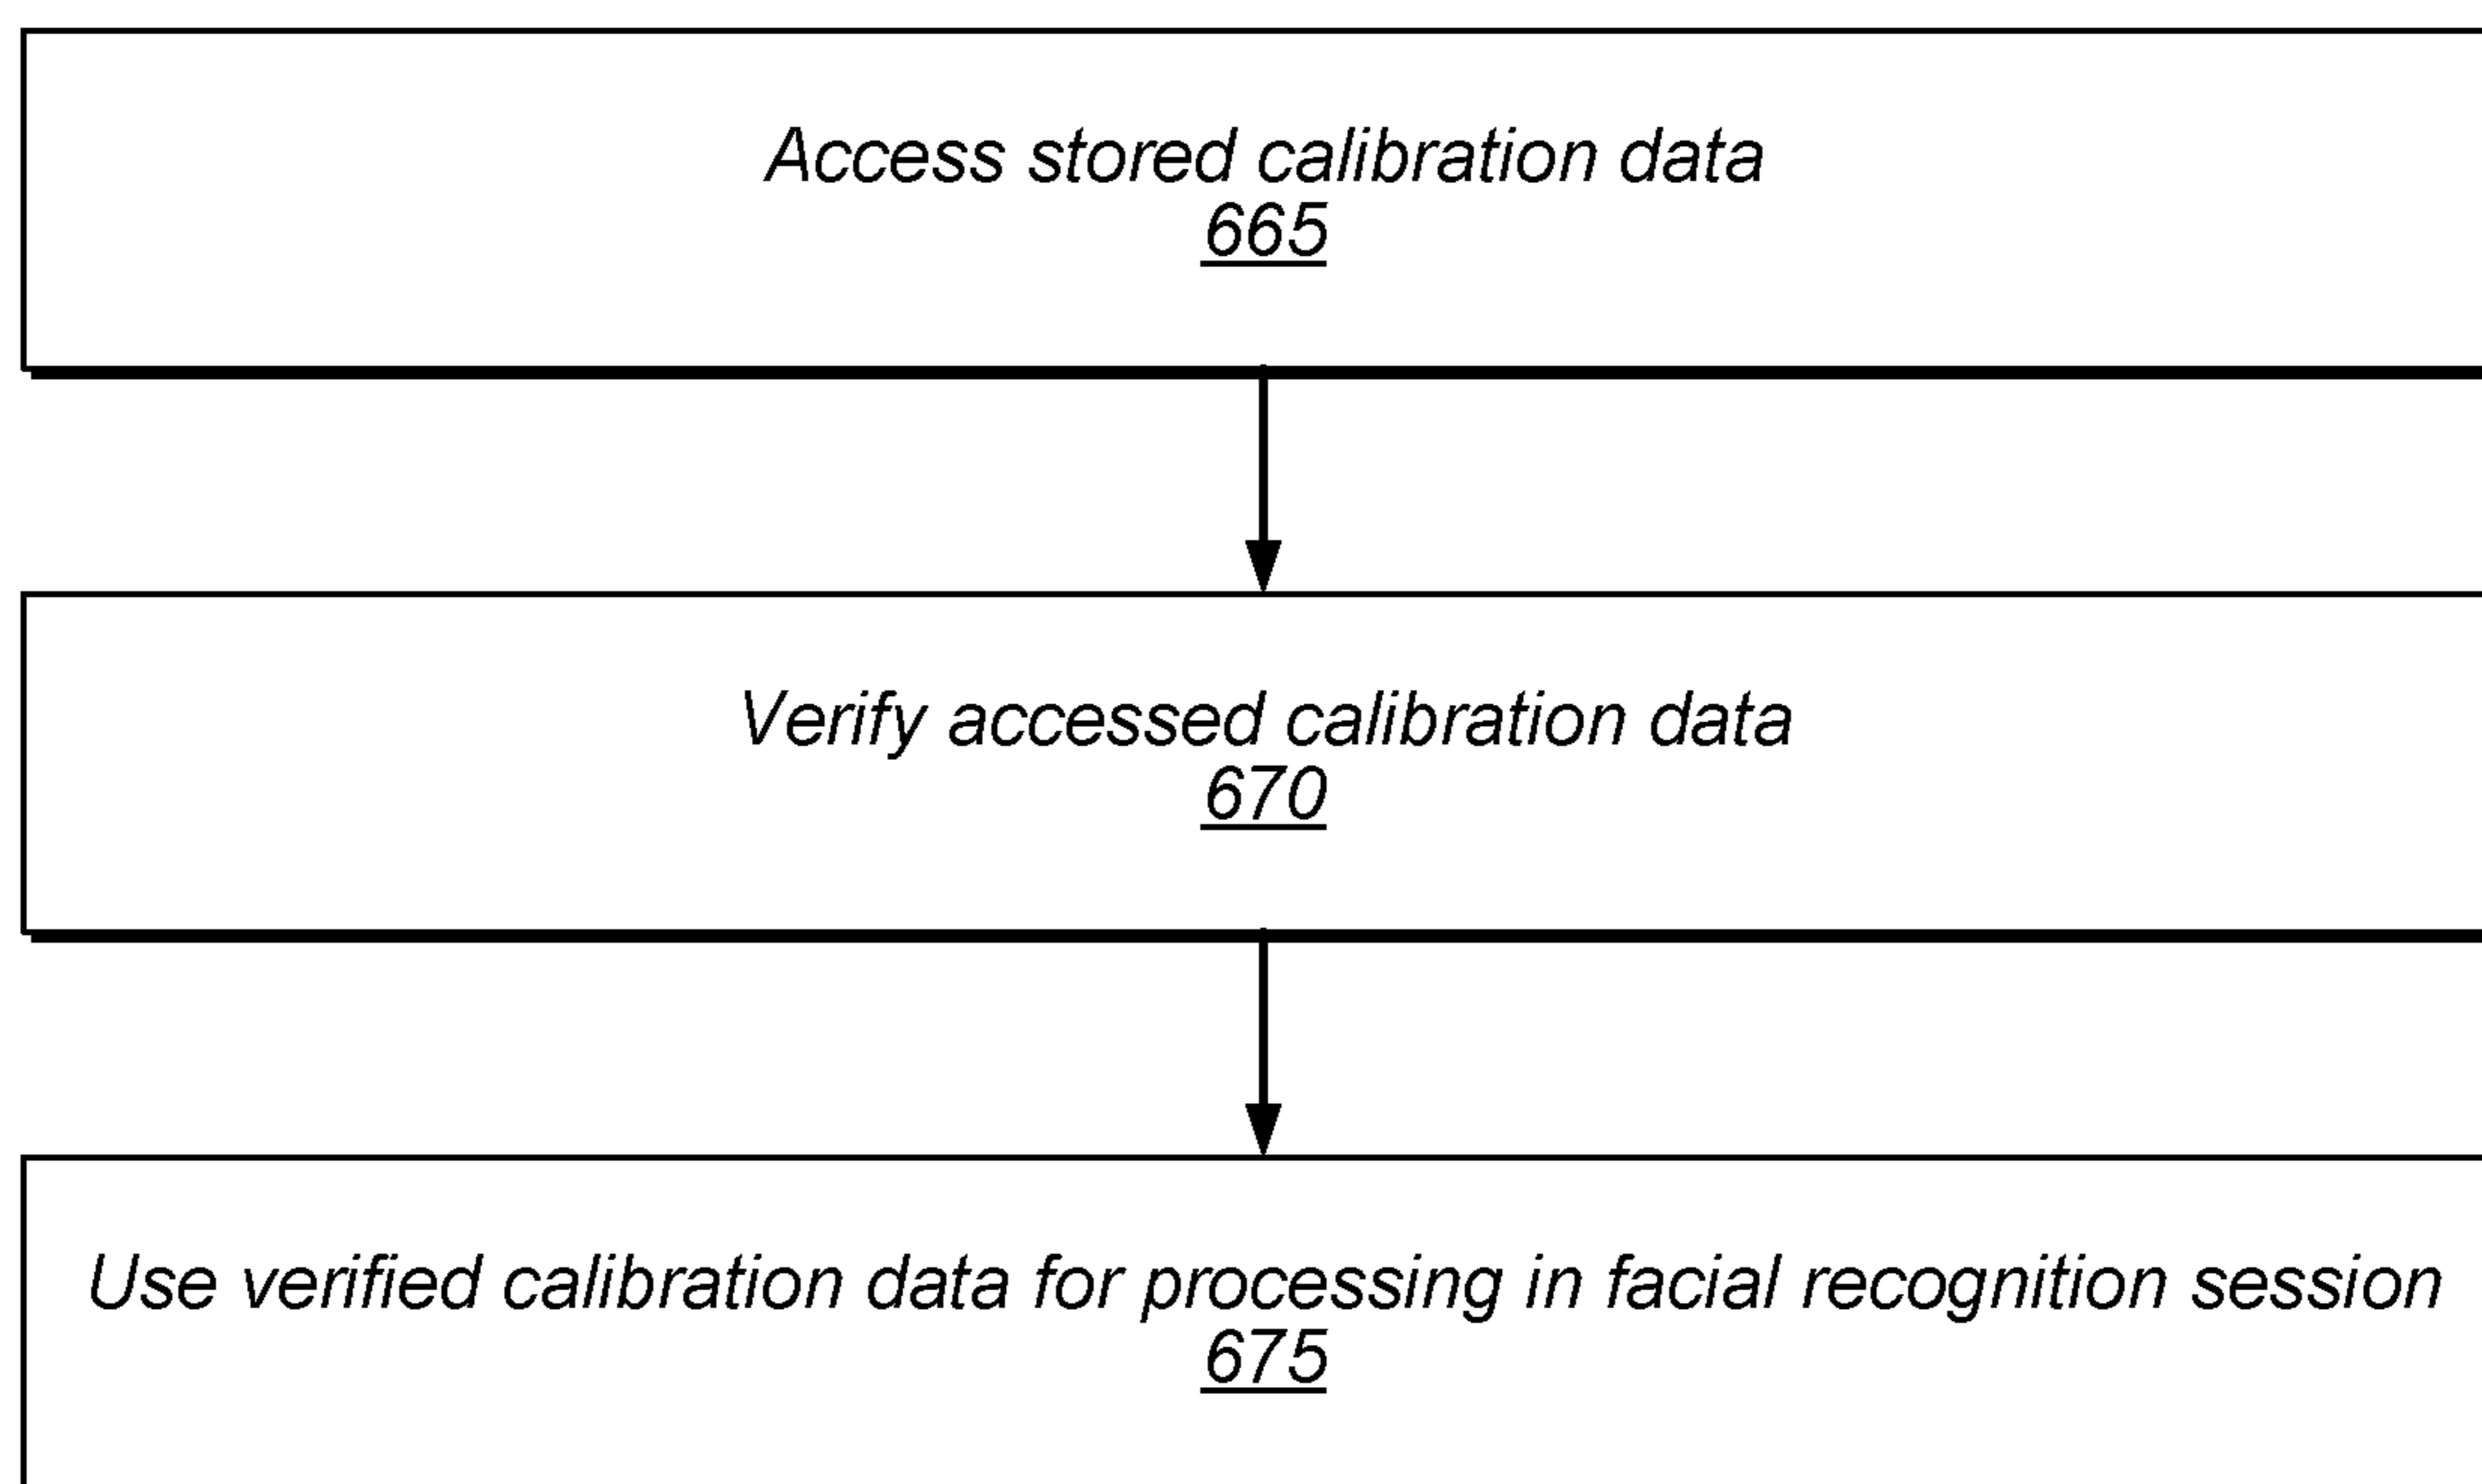 Access stored calibration data
665
Verify accessed calibration data
670
Use verified calibration data for processing in facial recognition session
675